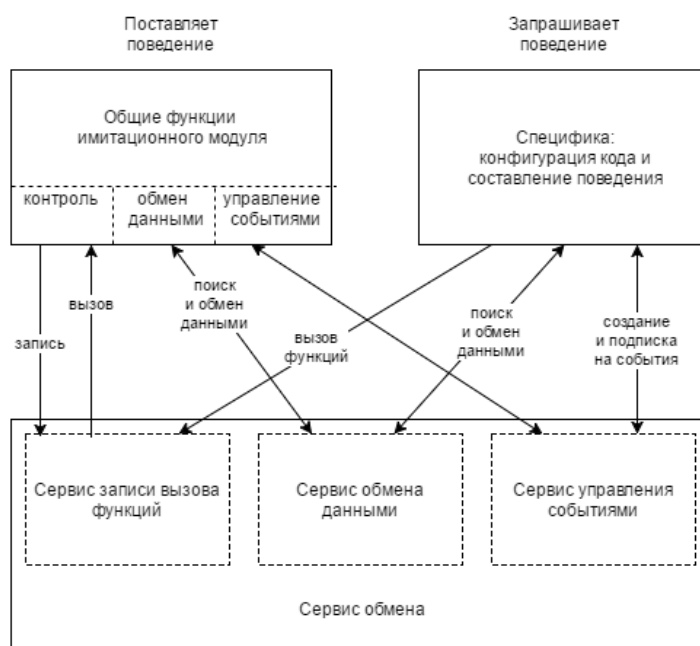 Поставляет
поведение
Запрашивает
поведение
Общие функции
имитационного модуля
контроль
обмен
данными
управление
событиями
Специфика:
конфигурация кода и
составление поведения
запись
вызов
поиск
и обмен
данными
вызов
функций
поиск
и обмен
данными
создание
и подписка
на события
Сервис записи вызова
функций
Сервис обмена
данными
Сервис управления
событиями
Сервис обмена